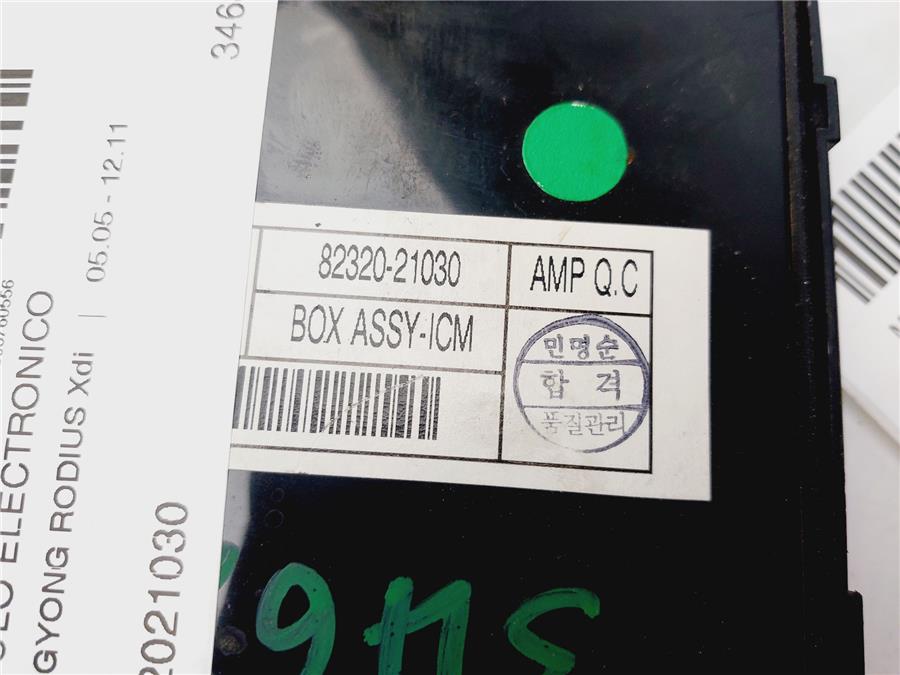 346
ELECTRONICO
GYONG RODIUS Xdi | 05.05 - 12.11
2021030
82320-21030
AMP Q.C
BOX ASSY-ICM
민명순
합격
품질관리